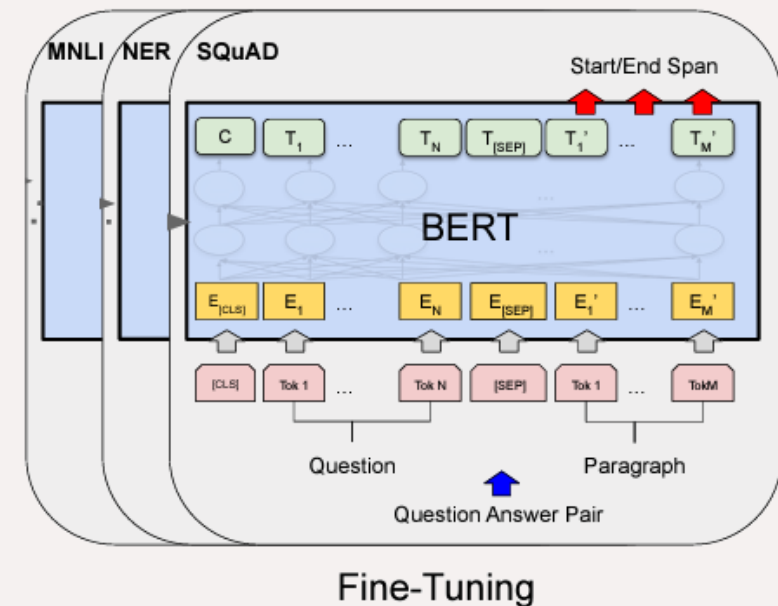 MNLI NER SQuAD
Start/End Span
C T1 ... TN T[SEP] T1' ... TM'
...
BERT
...
E[CLS] E1 ... EN E[SEP] E1' ... EM'
[CLS] Tok 1 ... Tok N [SEP] Tok 1 ... TokM
Question Paragraph
Question Answer Pair
Fine-Tuning